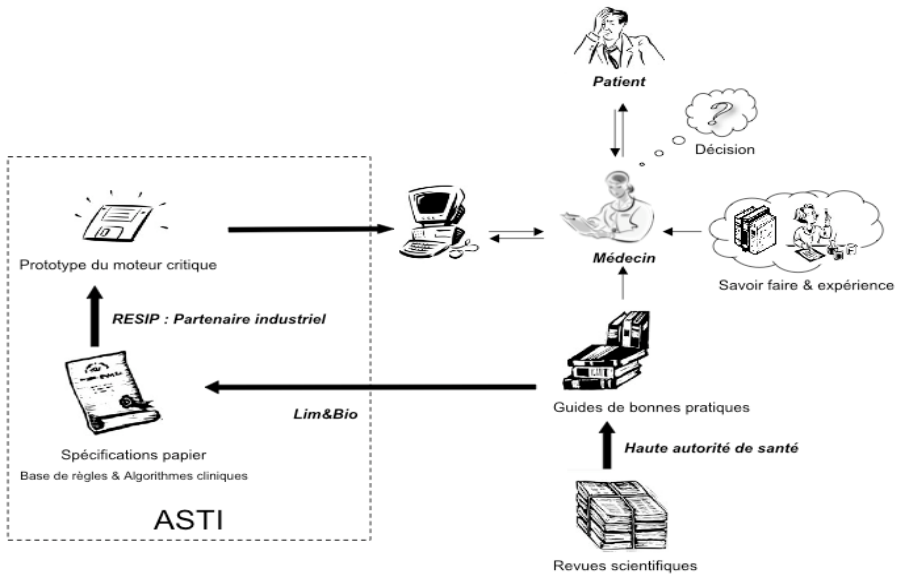 Patient
?
Décision
Prototype du moteur critique
Médecin
Savoir faire & expérience
RESIP : Partenaire industriel
Lim&Bio
Guides de bonnes pratiques
Spécifications papier
Base de règles & Algorithmes cliniques
Haute autorité de santé
ASTI
Revues scientifiques